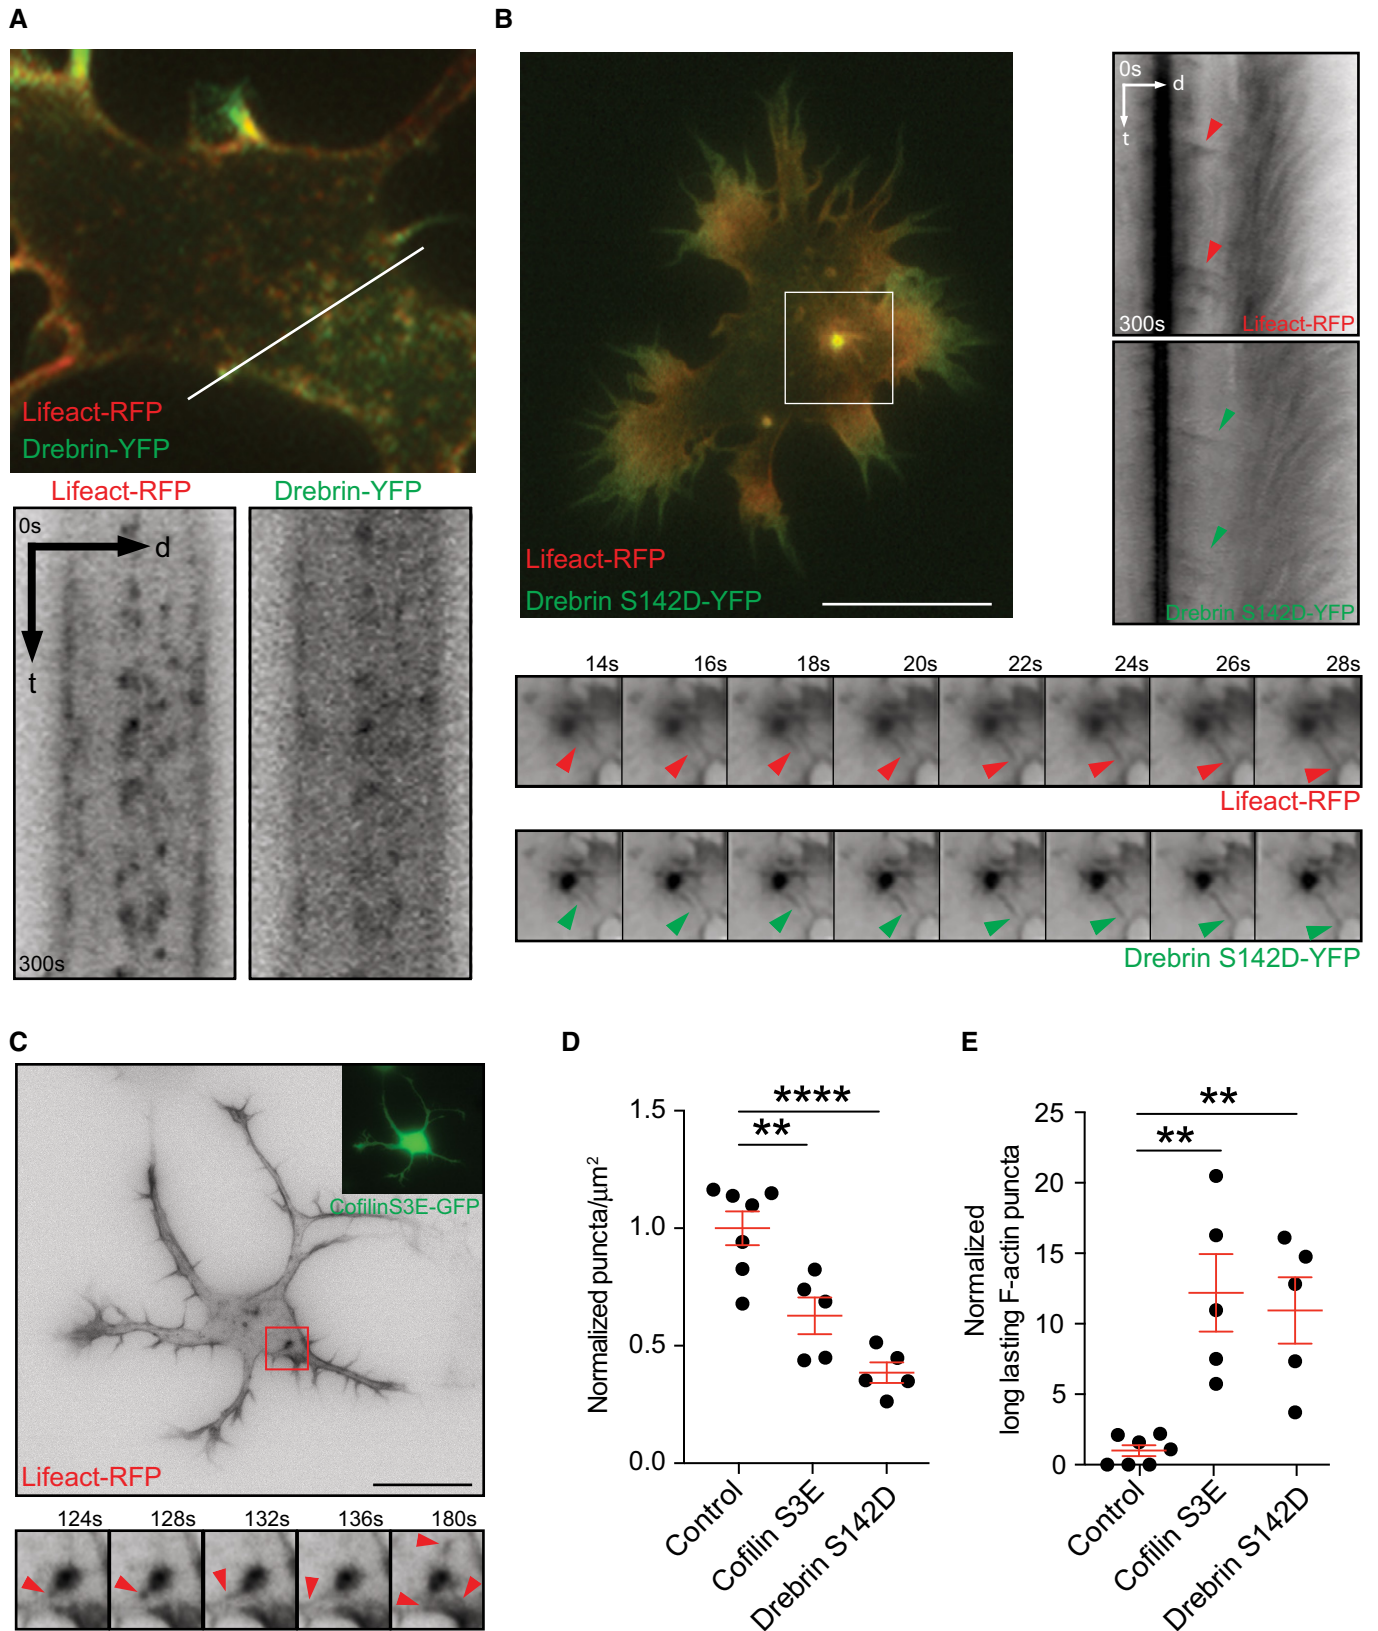 A
Lifeact-RFP
Drebrin-YFP
Lifeact-RFP
Drebrin-YFP
0s
d
t
300s
B
Lifeact-RFP
Drebrin S142D-YFP
0s
d
t
300s
Lifeact-RFP
Drebrin S142D-YFP
14s 16s 18s 20s 22s 24s 26s 28s
Lifeact-RFP
Drebrin S142D-YFP
C
CofilinS3E-GFP
Lifeact-RFP
124s 128s 132s 136s 180s
D
Normalized puncta/µm²
1.5
1.0
0.5
0.0
****
**
Control
Cofilin S3E
Drebrin S142D
E
Normalized
long lasting F-actin puncta
25
20
15
10
5
0
**
**
Control
Cofilin S3E
Drebrin S142D